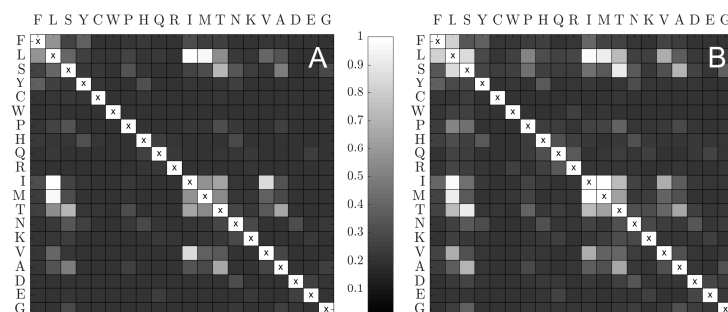 F L S Y C W P H Q R I M T N K V A D E G
F
L
S
Y
C
W
P
H
Q
R
I
M
T
N
K
V
A
D
E
G
A
1
0.9
0.8
0.7
0.6
0.5
0.4
0.3
0.2
0.1
F L S Y C W P H Q R I M T N K V A D E G
F
L
S
Y
C
W
P
H
Q
R
I
M
T
N
K
V
A
D
E
G
B